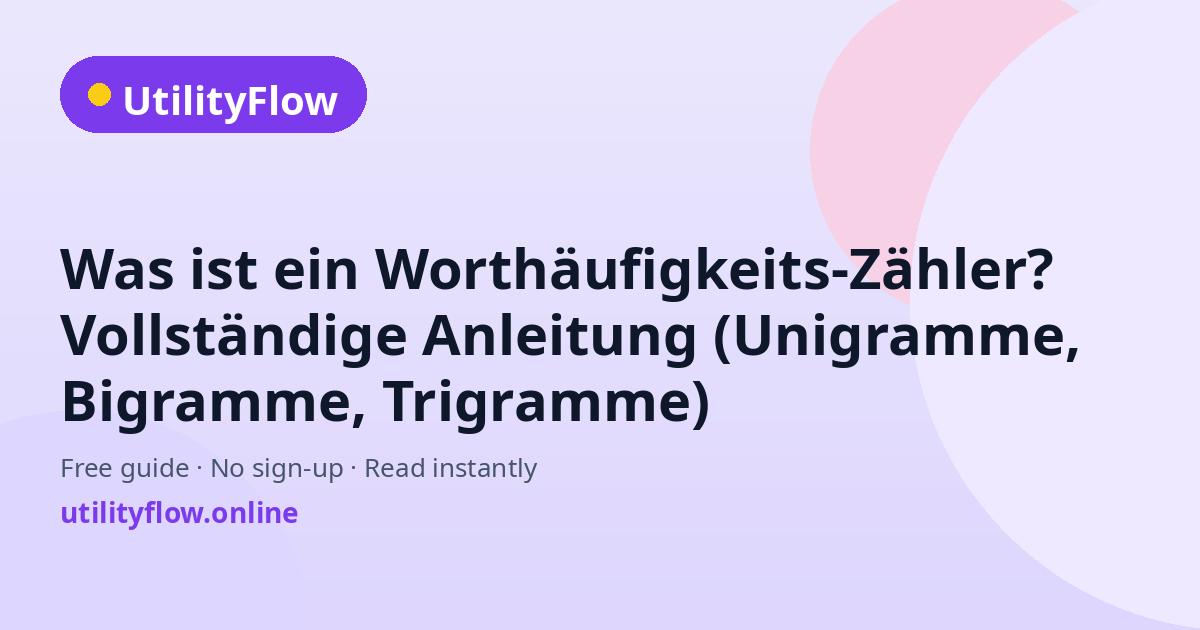 UtilityFlow
Was ist ein Worthäufigkeits-Zähler?
Vollständige Anleitung (Unigramme,
Bigramme, Trigramme)
Free guide · No sign-up · Read instantly
utilityflow.online